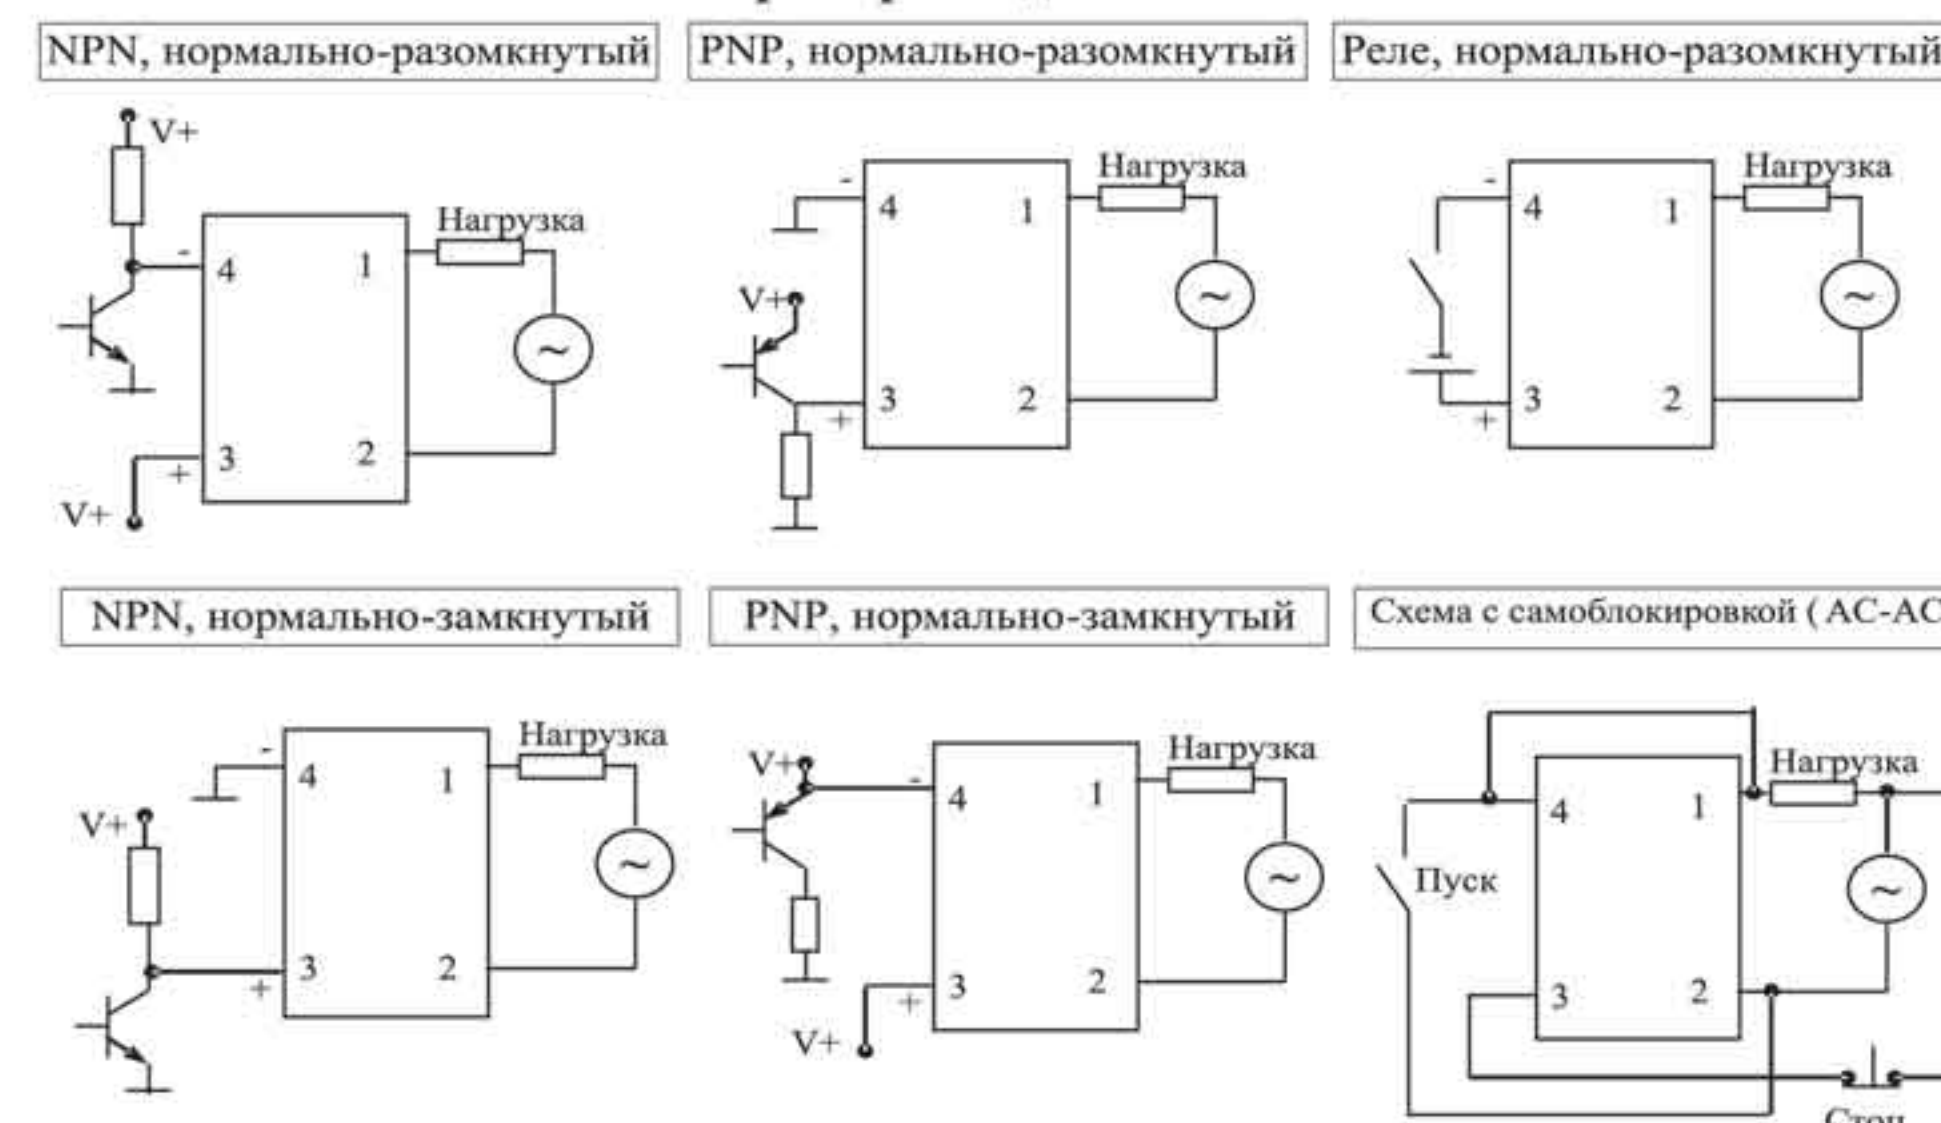 NPN, нормально-разомкнутый
PNP, нормально-разомкнутый
Реле, нормально-разомкнутый
V+
-
4
1
Нагрузка
~
3
2
+
V+
-
4
1
Нагрузка
V+
~
3
2
+
-
4
1
Нагрузка
~
3
2
+
NPN, нормально-замкнутый
PNP, нормально-замкнутый
Схема с самоблокировкой ( AC-AC
-
4
1
Нагрузка
V+
~
3
2
+
V+
-
4
1
Нагрузка
~
3
2
+
V+
4
1
Нагрузка
Пуск
~
3
2